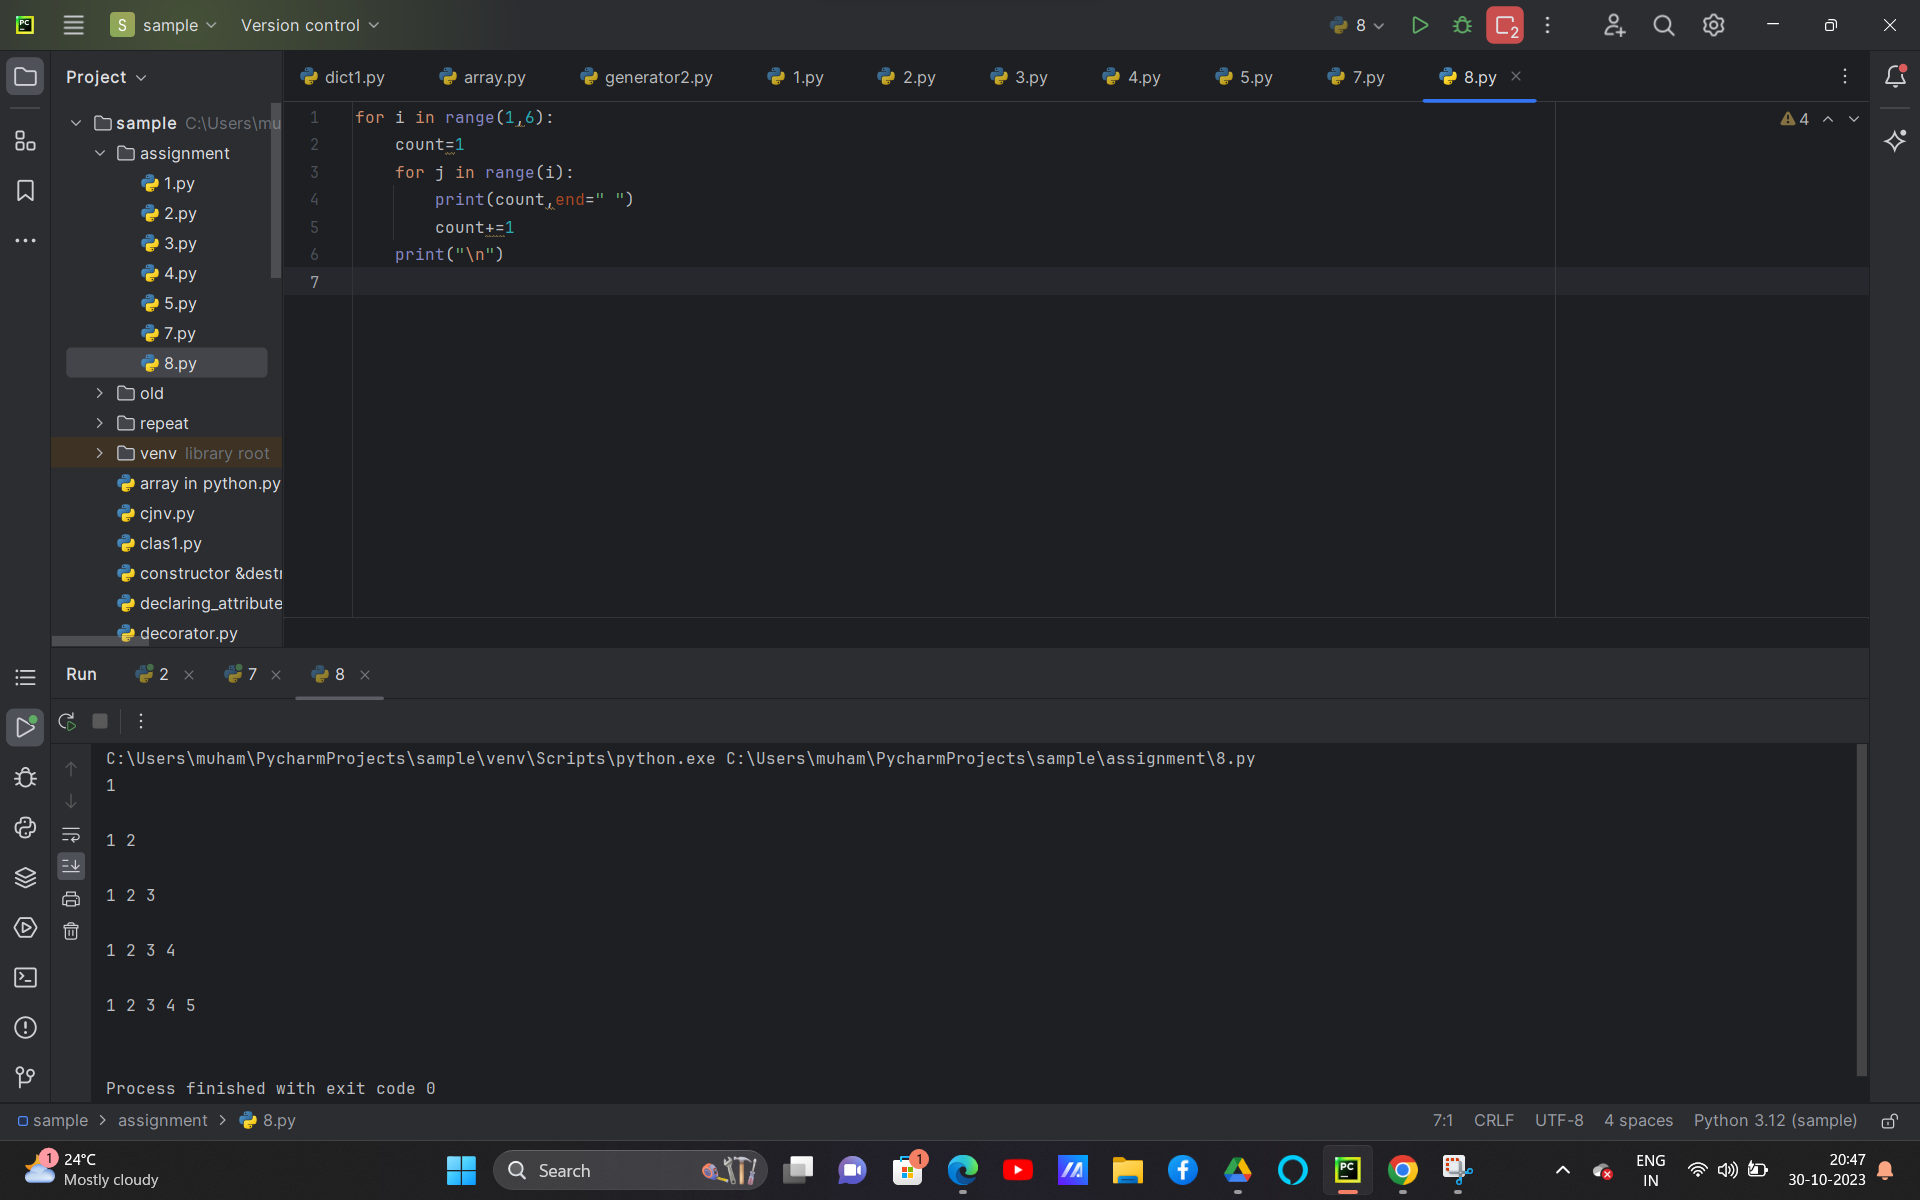 PC
S sample Version control 8 2
Project
dict1.py array.py generator2.py 1.py 2.py 3.py 4.py 5.py 7.py 8.py
sample C:\Users\mu
assignment
1.py
2.py
3.py
4.py
5.py
7.py
8.py
old
repeat
venv library root
array in python.py
cjnv.py
clas1.py
constructor &destr
declaring_attribute
decorator.py
4
1 for i in range(1,6):
2     count=1
3     for j in range(i):
4         print(count,end=" ")
5         count+=1
6     print("\n")
7
Run 2 7 8
C:\Users\muham\PycharmProjects\sample\venv\Scripts\python.exe C:\Users\muham\PycharmProjects\sample\assignment\8.py
1
1 2
1 2 3
1 2 3 4
1 2 3 4 5
Process finished with exit code 0
sample > assignment > 8.py 7:1 CRLF UTF-8 4 spaces Python 3.12 (sample)
1 24°C
Mostly cloudy
Search
1
PC
ENG
IN
20:47
30-10-2023